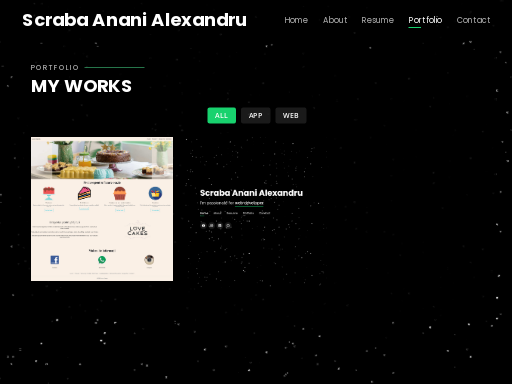 Scraba Anani Alexandru
Home About Resume Portfolio Contact
PORTFOLIO
MY WORKS
ALL APP WEB
LOVE
CAKES
Scraba Anani Alexandru
I'm passionate for web developer
Home About Resume Portfolio Contact